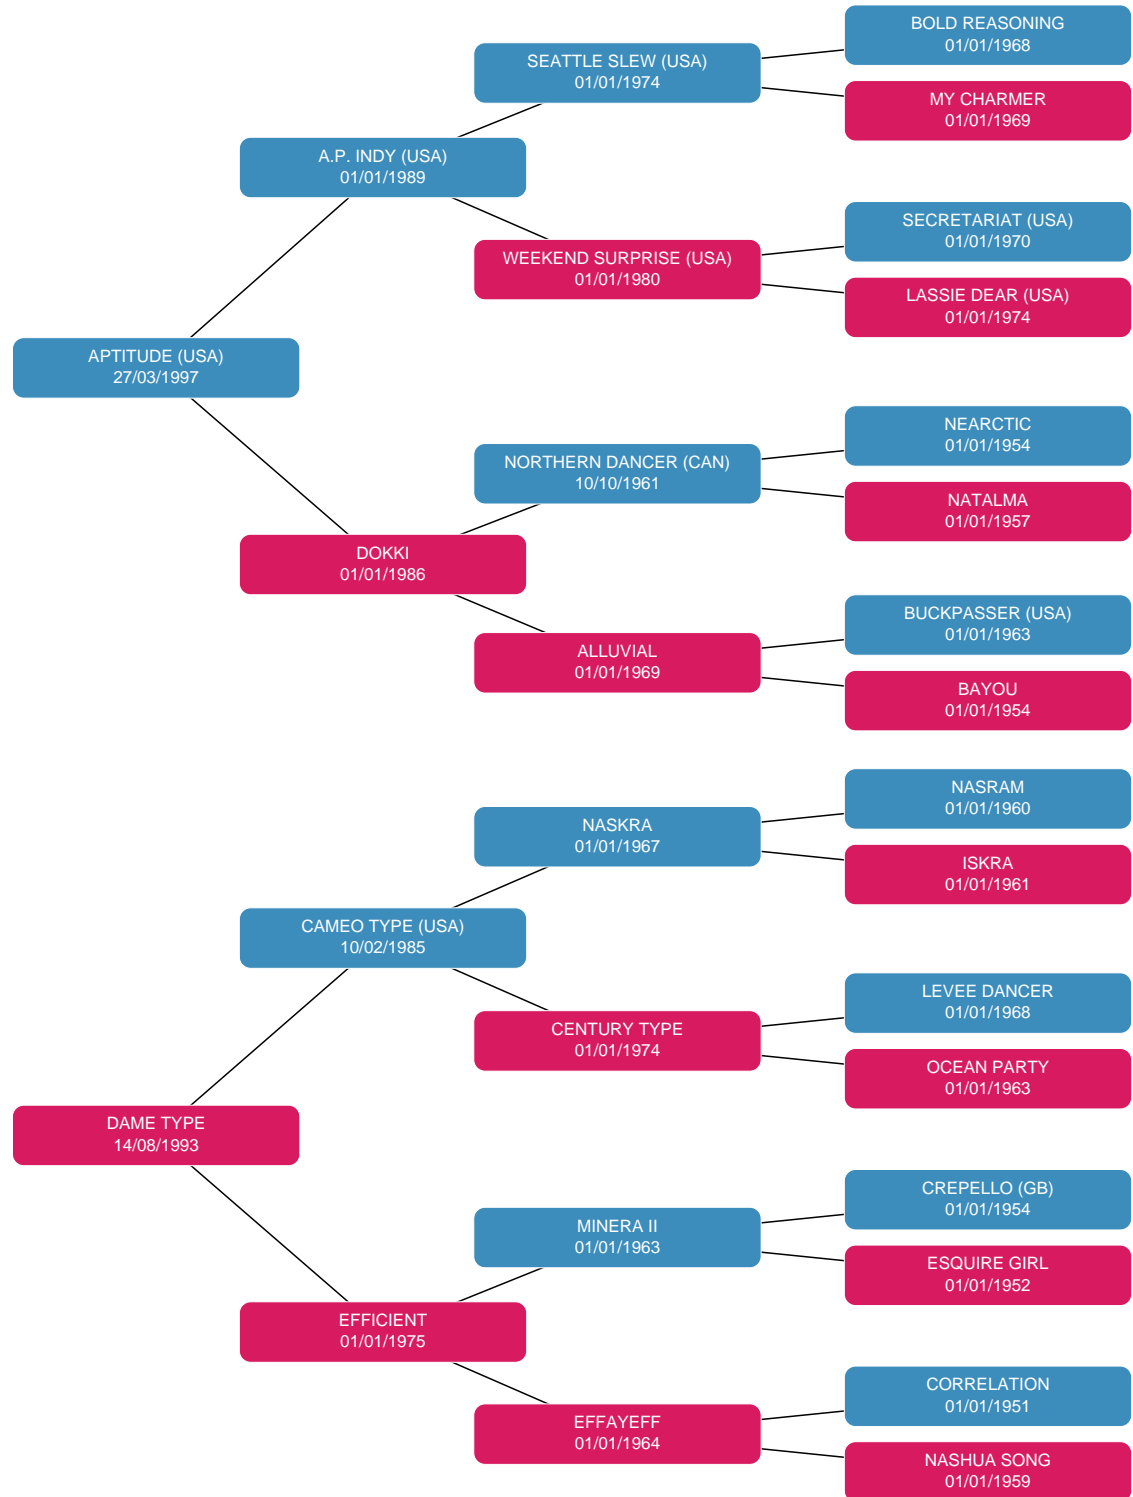 BOLD REASONING
01/01/1968
SEATTLE SLEW (USA)
01/01/1974
MY CHARMER
01/01/1969
A.P. INDY (USA)
01/01/1989
SECRETARIAT (USA)
01/01/1970
WEEKEND SURPRISE (USA)
01/01/1980
LASSIE DEAR (USA)
01/01/1974
APTITUDE (USA)
27/03/1997
NEARCTIC
01/01/1954
NORTHERN DANCER (CAN)
10/10/1961
NATALMA
01/01/1957
DOKKI
01/01/1986
BUCKPASSER (USA)
01/01/1963
ALLUVIAL
01/01/1969
BAYOU
01/01/1954
NASRAM
01/01/1960
NASKRA
01/01/1967
ISKRA
01/01/1961
CAMEO TYPE (USA)
10/02/1985
LEVEE DANCER
01/01/1968
CENTURY TYPE
01/01/1974
OCEAN PARTY
01/01/1963
DAME TYPE
14/08/1993
CREPELLO (GB)
01/01/1954
MINERA II
01/01/1963
ESQUIRE GIRL
01/01/1952
EFFICIENT
01/01/1975
CORRELATION
01/01/1951
EFFAYEFF
01/01/1964
NASHUA SONG
01/01/1959